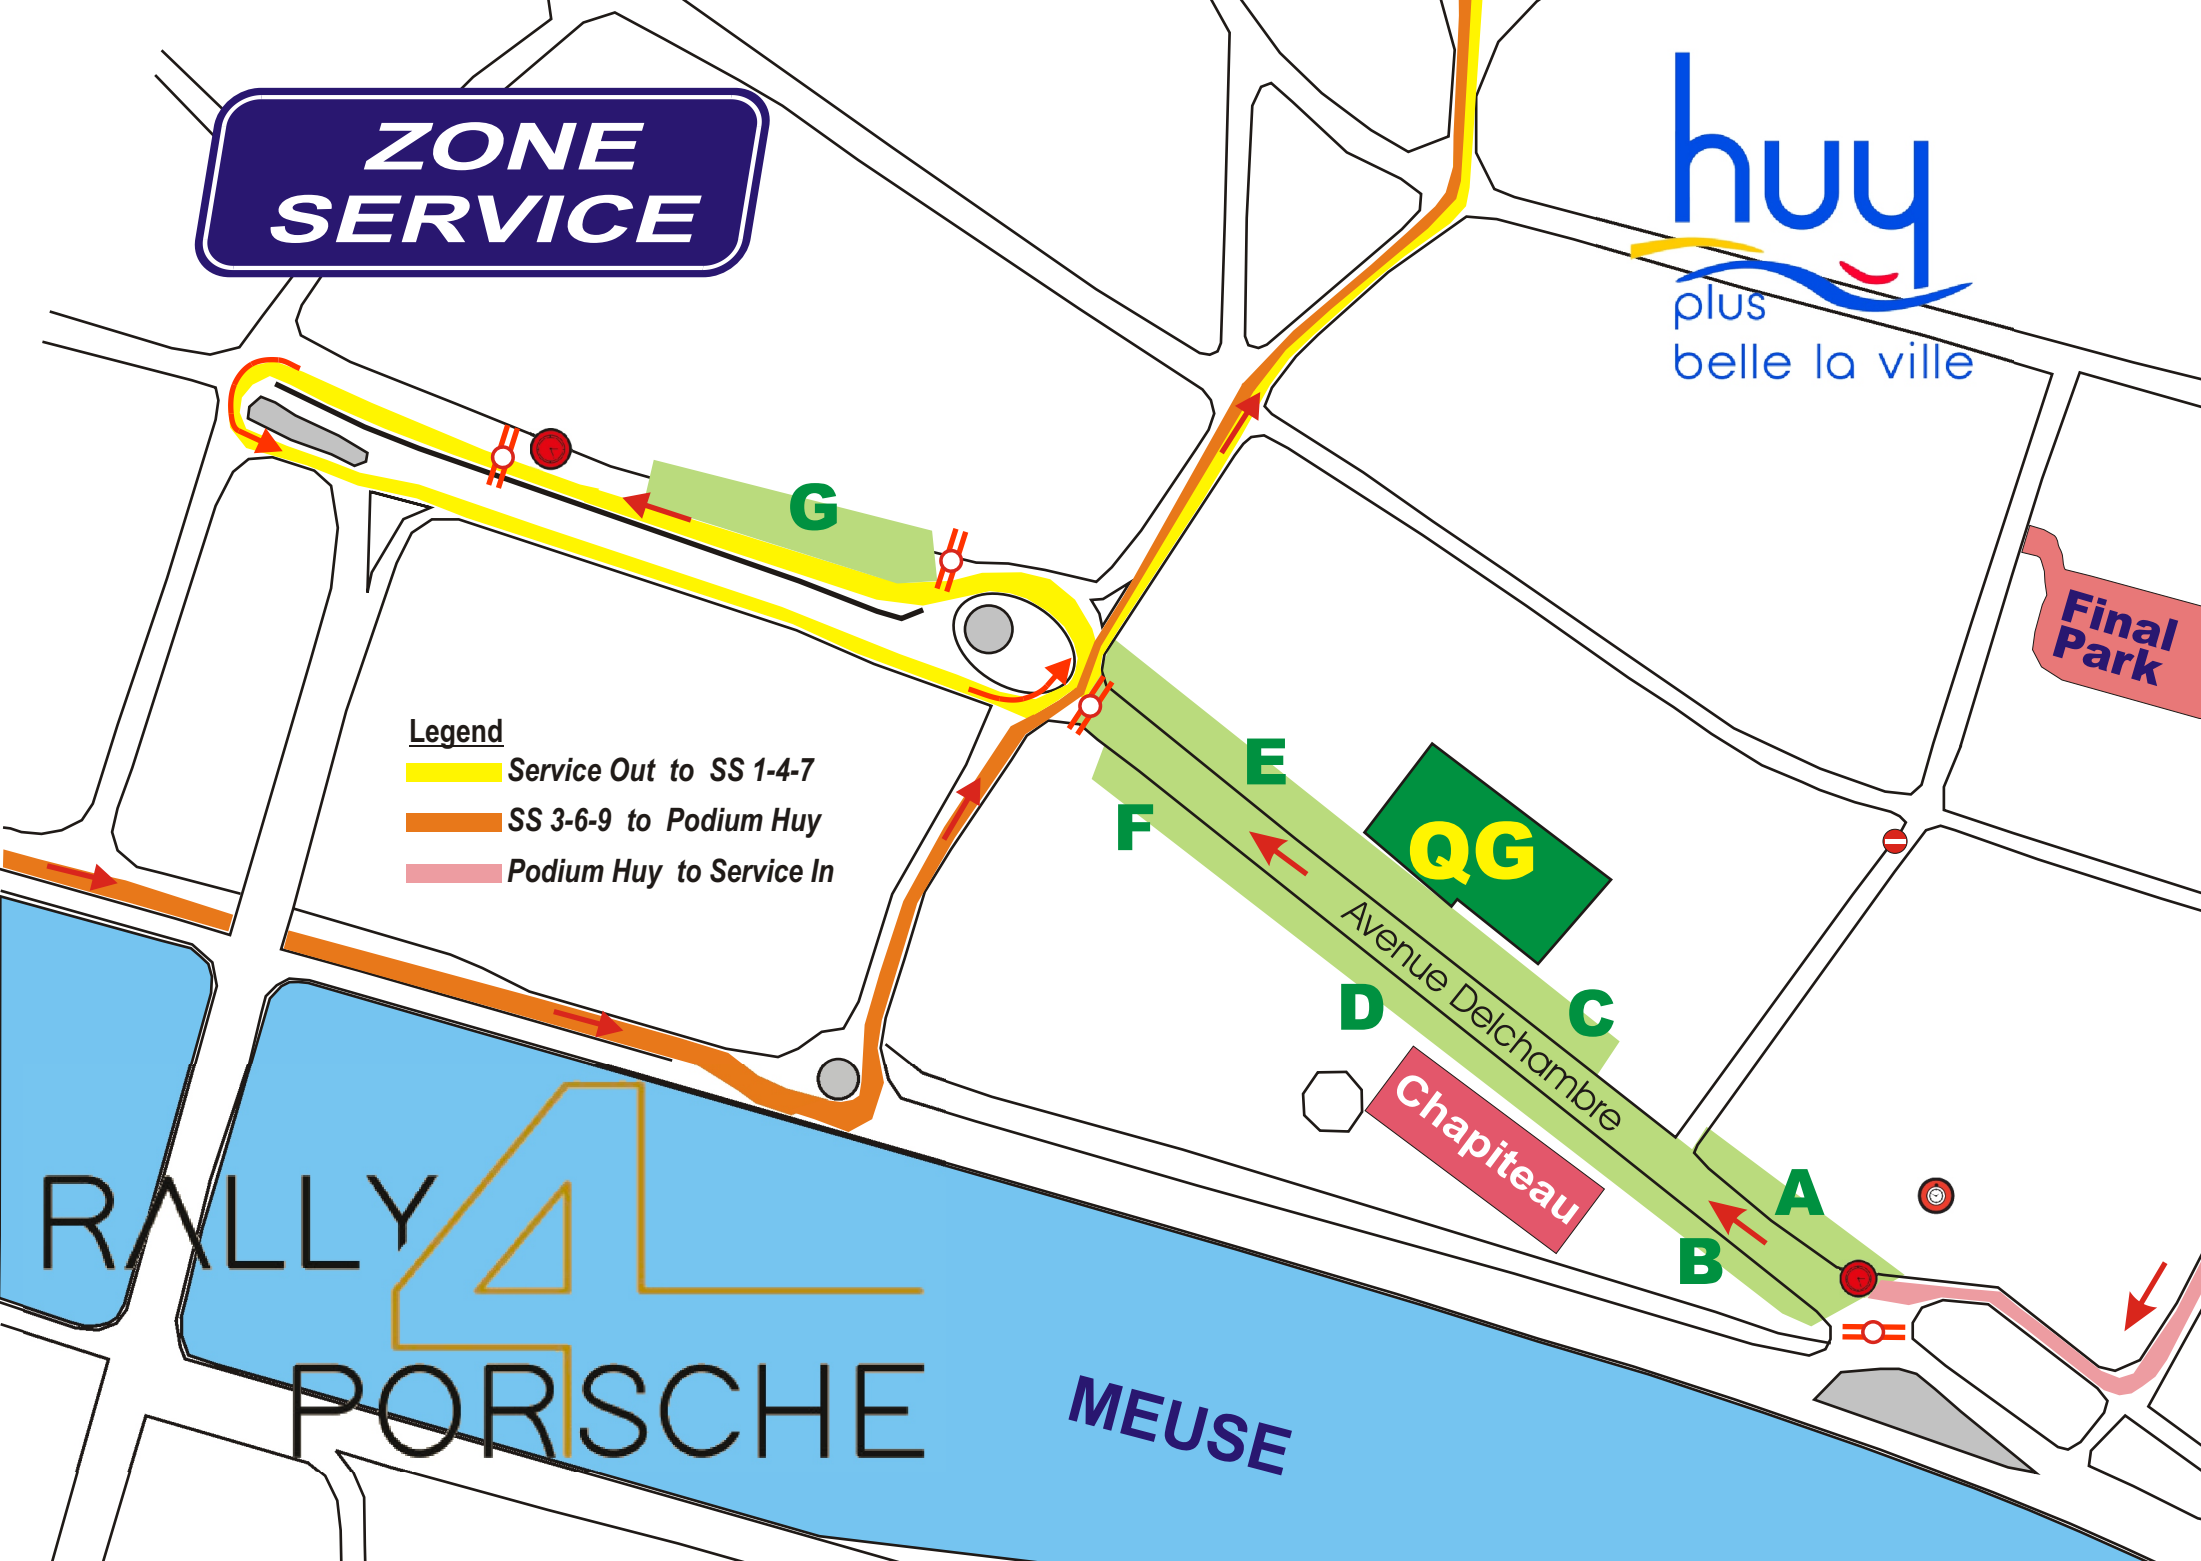 ZONE
SERVICE
huy
plus
belle la ville
G
Final
Park
Legend
Service Out to SS 1-4-7
SS 3-6-9 to Podium Huy
Podium Huy to Service In
E
F
QG
Avenue Delchambre
D
C
Chapiteau
A
B
RALLY
4
PORSCHE
MEUSE